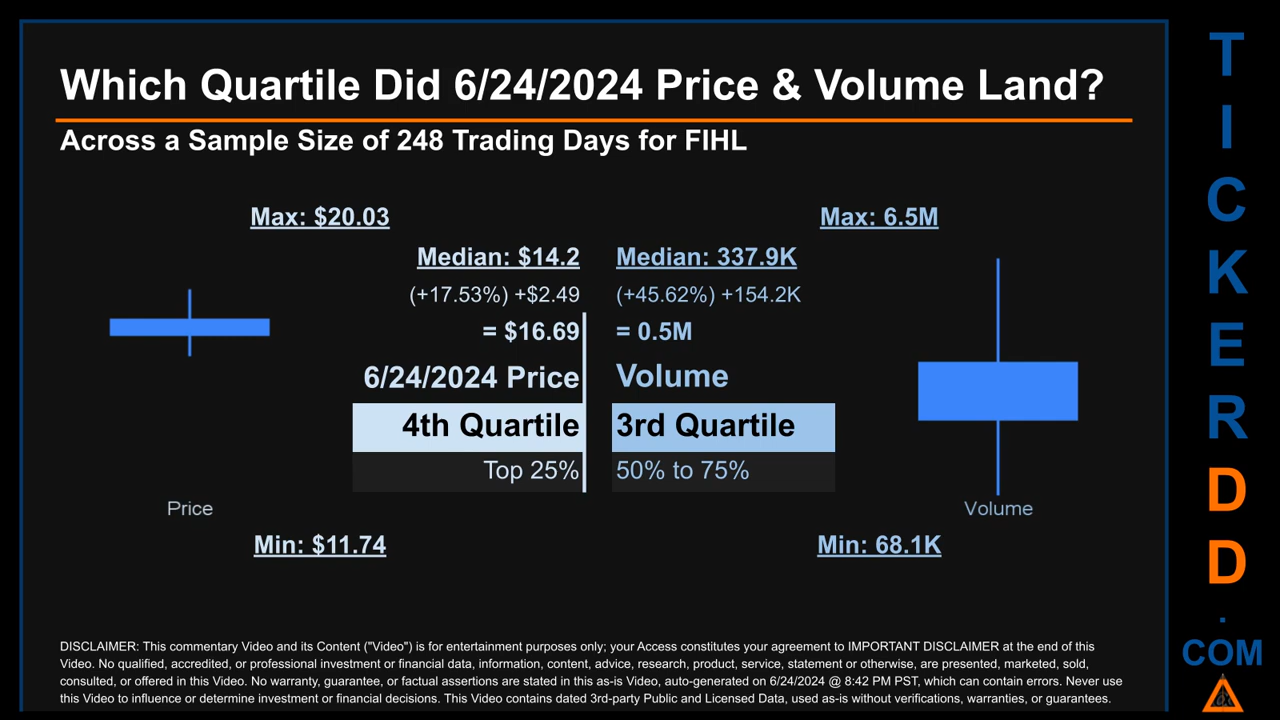 Which Quartile Did 6/24/2024 Price & Volume Land?
Across a Sample Size of 248 Trading Days for FIHL
Max: $20.03
Max: 6.5M
Median: $14.2
Median: 337.9K
(+17.53%) +$2.49
(+45.62%) +154.2K
= $16.69
= 0.5M
6/24/2024 Price
Volume
4th Quartile
3rd Quartile
Top 25%
50% to 75%
Price
Volume
Min: $11.74
Min: 68.1K
DISCLAIMER: This commentary Video and its Content ("Video") is for entertainment purposes only; your Access constitutes your agreement to IMPORTANT DISCLAIMER at the end of this
Video. No qualified, accredited, or professional investment or financial data, information, content, advice, research, product, service, statement or otherwise, are presented, marketed, sold,
consulted, or offered in this Video. No warranty, guarantee, or factual assertions are stated in this as-is Video, auto-generated on 6/24/2024 @ 8:42 PM PST, which can contain errors. Never use
this Video to influence or determine investment or financial decisions. This Video contains dated 3rd-party Public and Licensed Data, used as-is without verifications, warranties, or guarantees.
T
I
C
K
E
R
D
D
.
COM